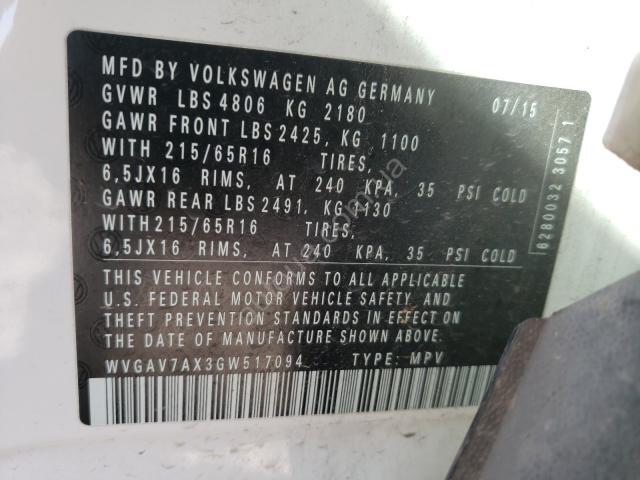 MFD BY VOLKSWAGEN AG GERMANY 07/15
GVWR LBS 4806 KG 2180
GAWR FRONT LBS 2425, KG 1100
WITH 215/65R16 TIRES,
6,5JX16 RIMS, AT 240 KPA, 35 PSI COLD
GAWR REAR LBS 2491, KG 1130
WITH 215/65R16 TIRES,
6,5JX16 RIMS, AT 240 KPA, 35 PSI COLD
THIS VEHICLE CONFORMS TO ALL APPLICABLE
U.S. FEDERAL MOTOR VEHICLE SAFETY AND
THEFT PREVENTION STANDARDS IN EFFECT ON
THE DATE OF MANUFACTURE SHOWN ABOVE.
WVGAV7AX3GW517094 TYPE: MPV
6280032 3057 1